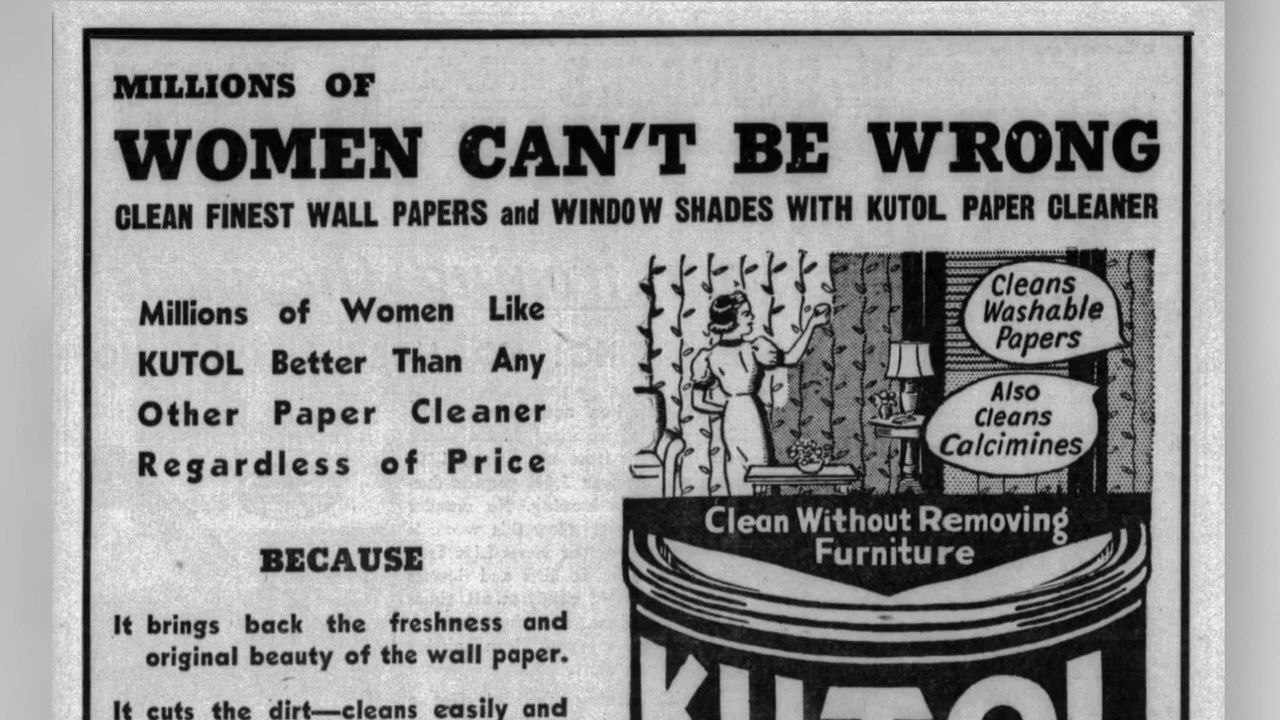 MILLIONS OF
WOMEN CAN'T BE WRONG
CLEAN FINEST WALL PAPERS and WINDOW SHADES WITH KUTOL PAPER CLEANER
Millions of Women Like
KUTOL Better Than Any
Other Paper Cleaner
Regardless of Price
BECAUSE
It brings back the freshness and
original beauty of the wall paper.
It cuts the dirt—cleans easily and
Cleans
Washable
Papers
Also
Cleans
Calcimines
Clean Without Removing
Furniture
KUTOL